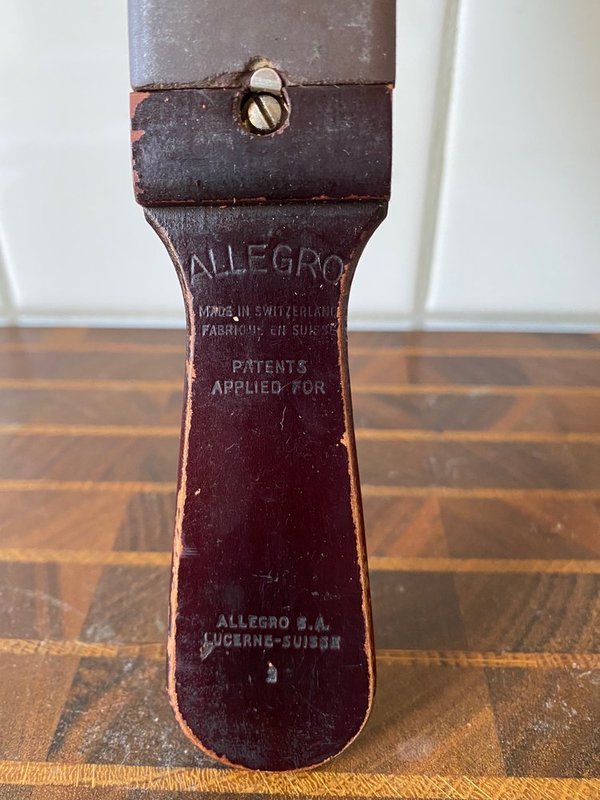 ALLEGRO
MADE IN SWITZERLAND
FABRIQUE EN SUISSE
PATENTS
APPLIED FOR
ALLEGRO S.A.
LUCERNE-SUISSE